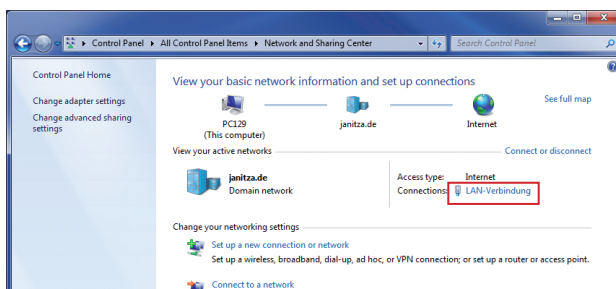 Control Panel ▸ All Control Panel Items ▸ Network and Sharing Center
Search Control Panel
Control Panel Home
Change adapter settings
Change advanced sharing
settings
View your basic network information and set up connections
See full map
PC129
(This computer)
janitza.de
Internet
View your active networks
Connect or disconnect
janitza.de
Domain network
Access type: Internet
Connections: LAN-Verbindung
Change your networking settings
Set up a new connection or network
Set up a wireless, broadband, dial-up, ad hoc, or VPN connection; or set up a router or access point.
Connect to a network